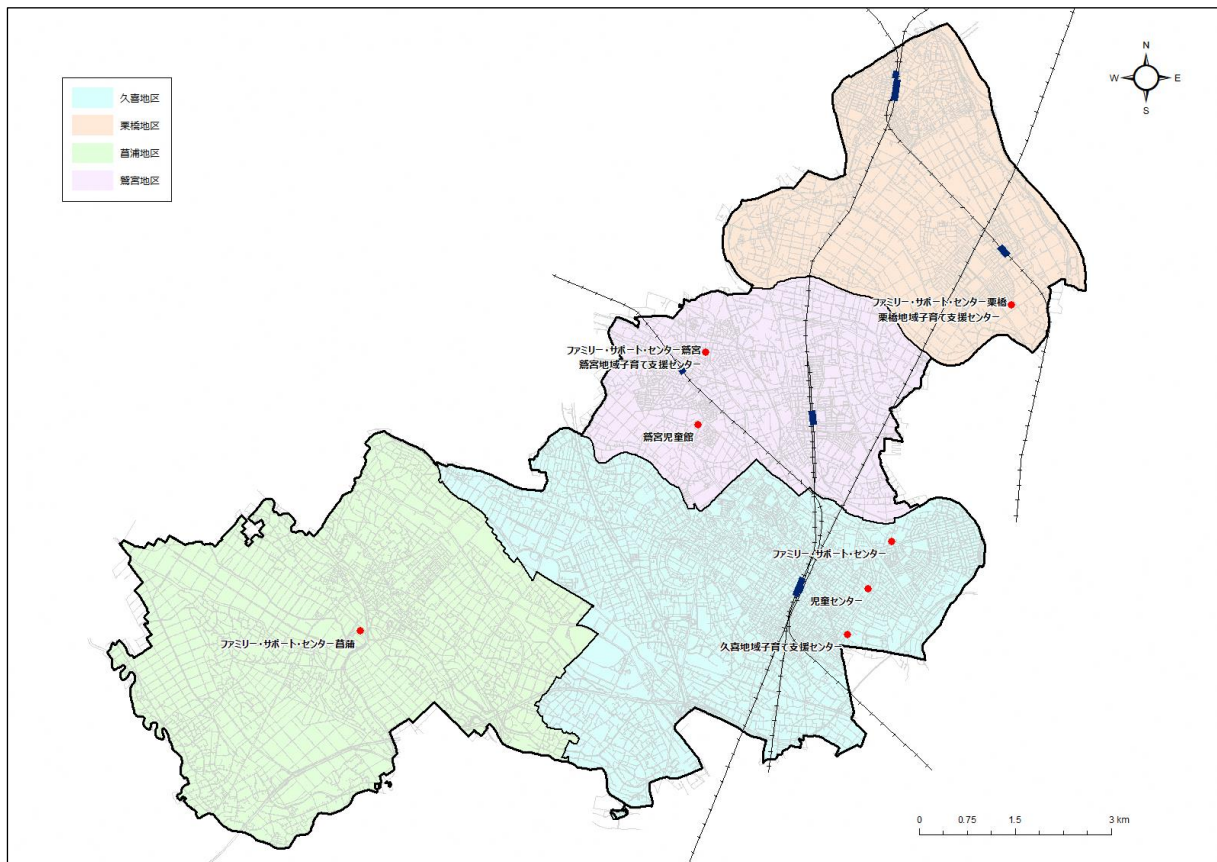 久喜地区
栗橋地区
菖浦地区
鷲宮地区
N
W
E
S
ファミリー・サポート・センター栗橋
栗橋地域子育て支援センター
ファミリー・サポート・センター鷲宮
鷲宮地域子育て支援センター
鷲宮児童館
ファミリー・サポート・センター
児童センター
久喜地域子育て支援センター
ファミリー・サポート・センター菖蒲
0 0.75 1.5 3 km